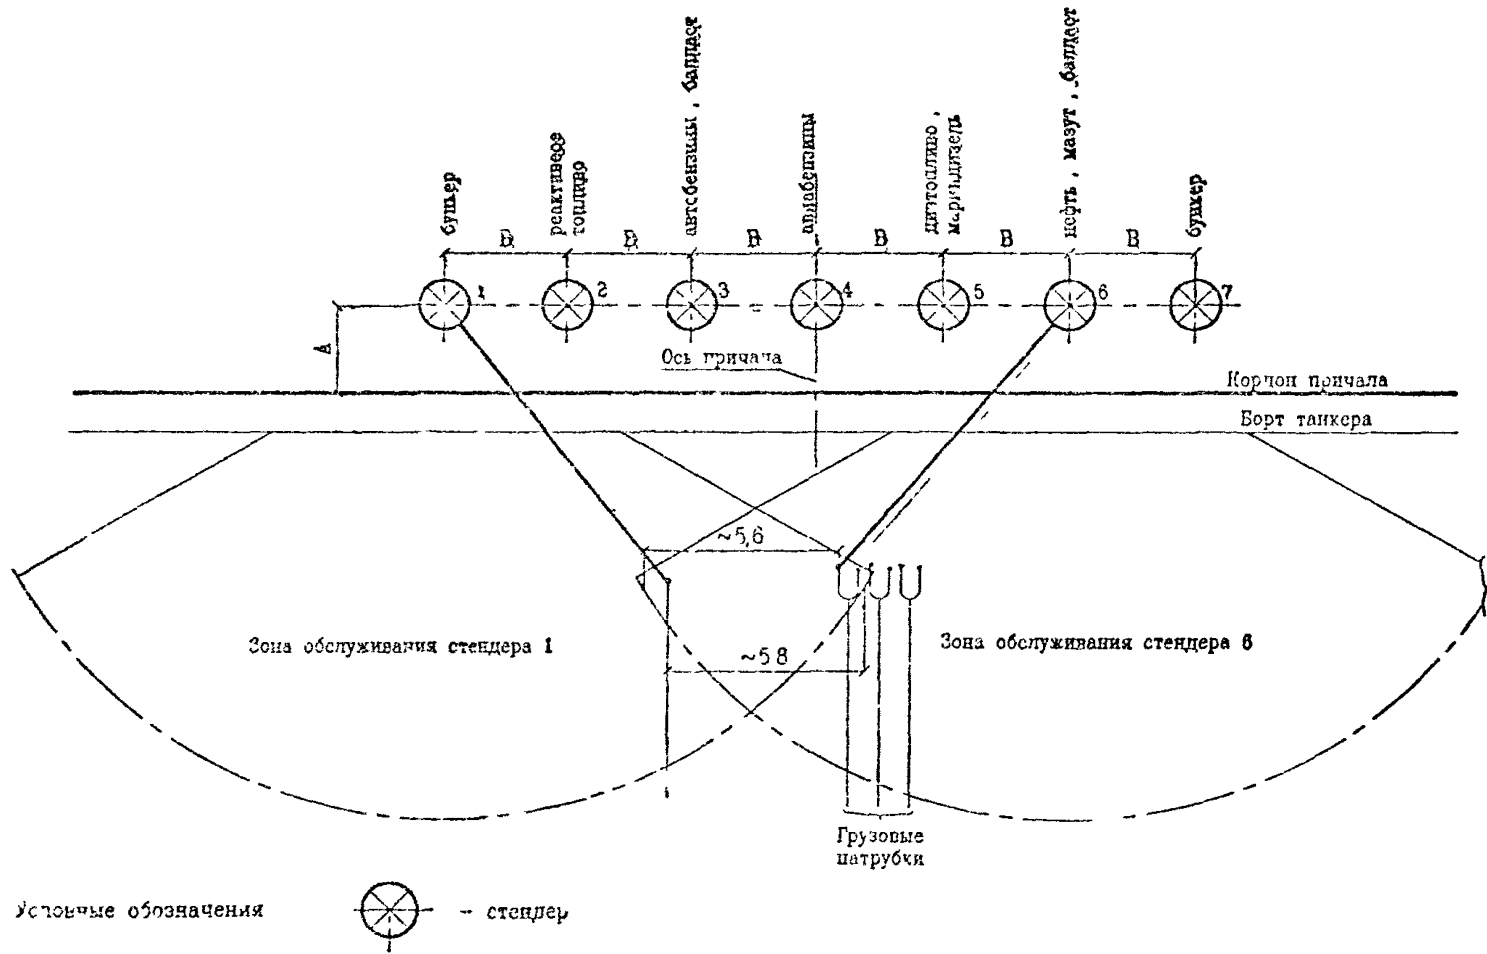 бункер
реактивное
топливо
автобензины, балласт
авиабензины
дизтопливо,
маридизель
нефть, мазут, балласт
бункер
В В В В В В
1 2 3 4 5 6 7
А
Ось причала
Кордон причала
Борт танкера
~5,6
Зона обслуживания стендера 1
~5 8
Зона обслуживания стендера 6
Грузовые
патрубки
Условные обозначения
- стендер